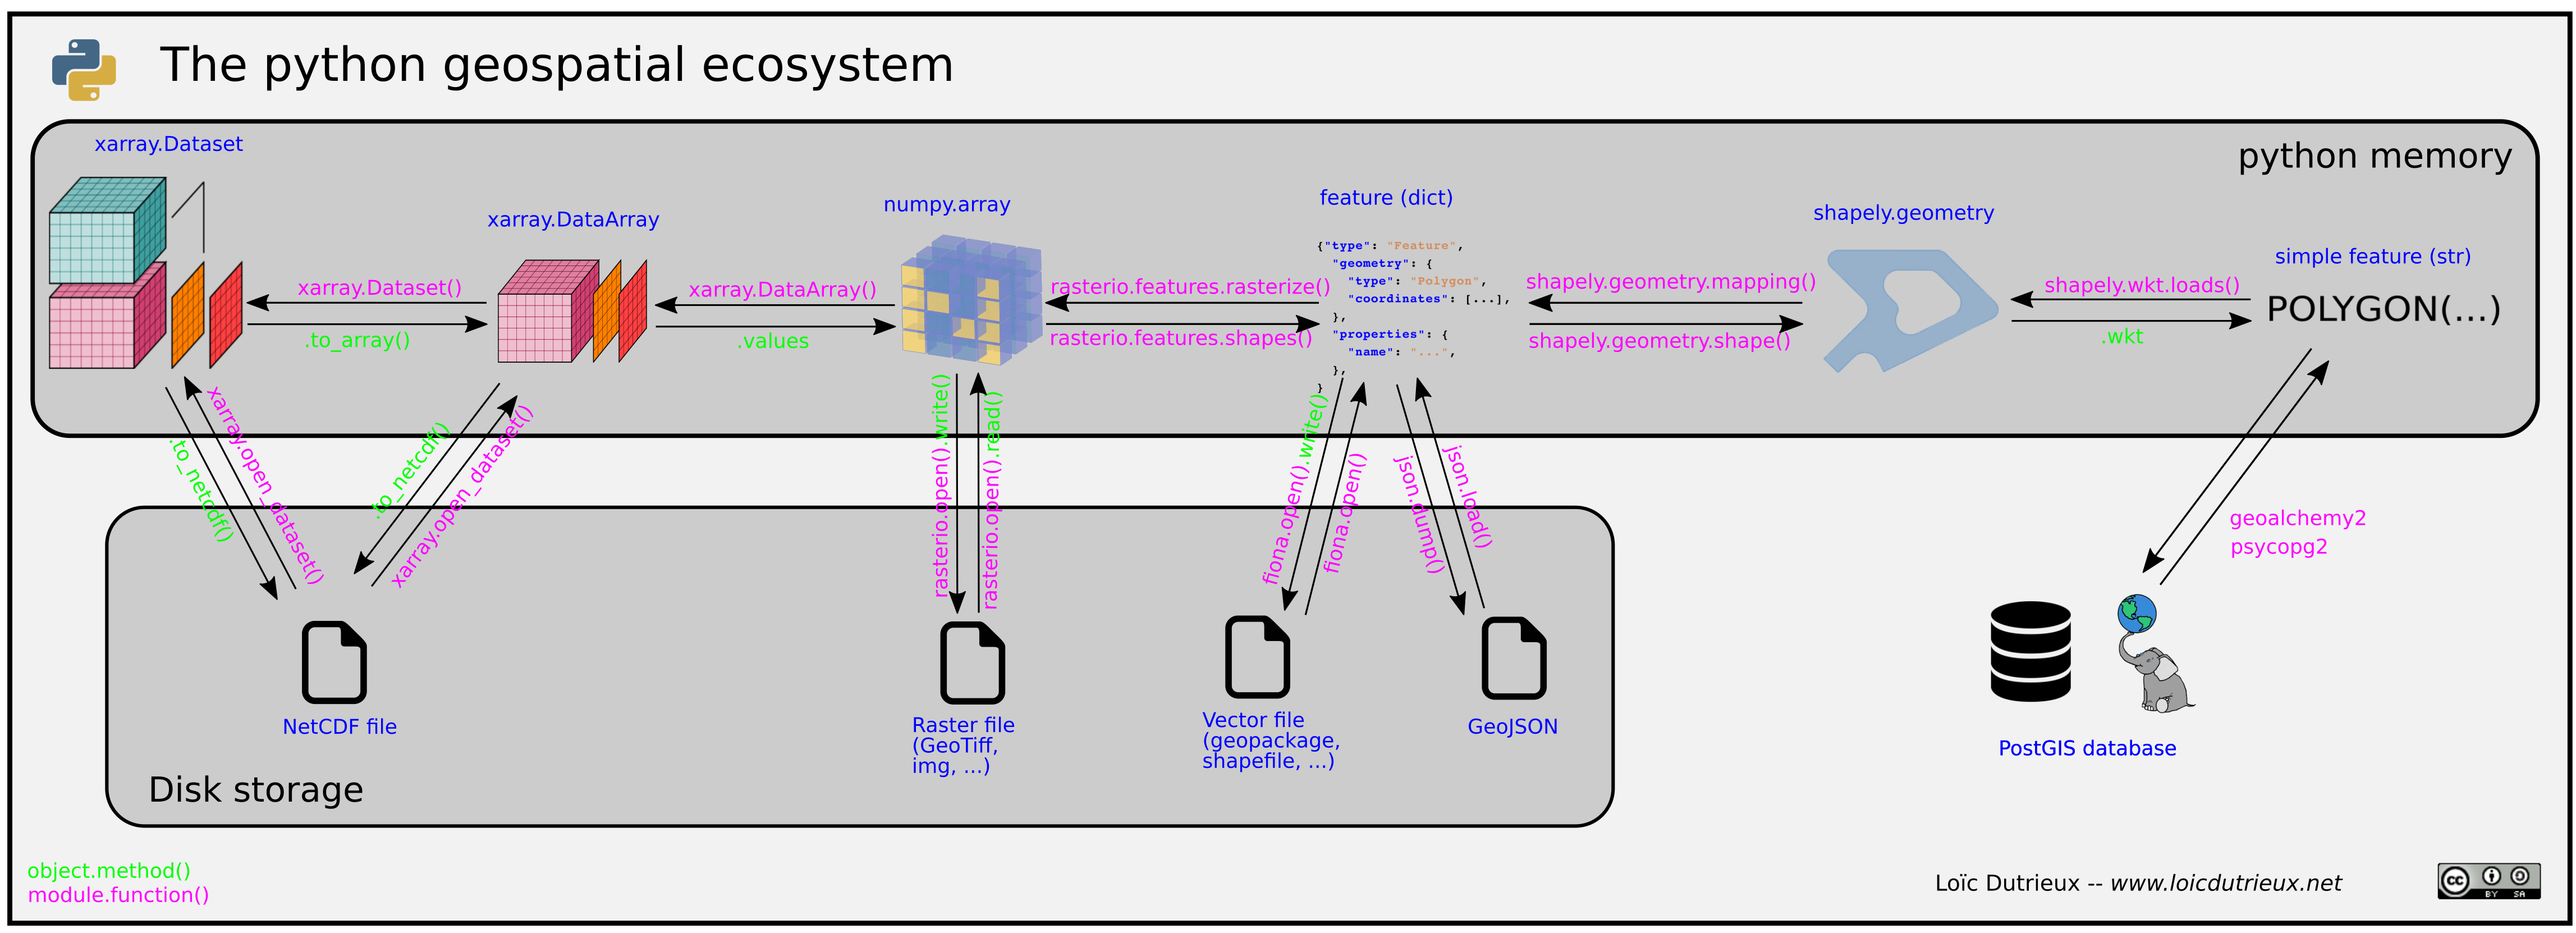 The python geospatial ecosystem
python memory
xarray.Dataset
xarray.DataArray
numpy.array
feature (dict)
shapely.geometry
simple feature (str)
xarray.Dataset()
.to_array()
xarray.DataArray()
.values
rasterio.features.rasterize()
rasterio.features.shapes()
{"type": "Feature",
"geometry": {
"type": "Polygon",
"coordinates": [...],
},
"properties": {
"name": "...",
},
}
shapely.geometry.mapping()
shapely.geometry.shape()
shapely.wkt.loads()
.wkt
POLYGON(...)
.to_netcdf()
xarray.open_dataset()
.to_netcdf()
xarray.open_dataset()
rasterio.open().write()
rasterio.open().read()
fiona.open().write()
fiona.open()
json.dump()
json.load()
geoalchemy2
psycopg2
NetCDF file
Raster file
(GeoTiff,
img, ...)
Vector file
(geopackage,
shapefile, ...)
GeoJSON
PostGIS database
Disk storage
object.method()
module.function()
Loïc Dutrieux -- www.loicdutrieux.net
cc
BY SA